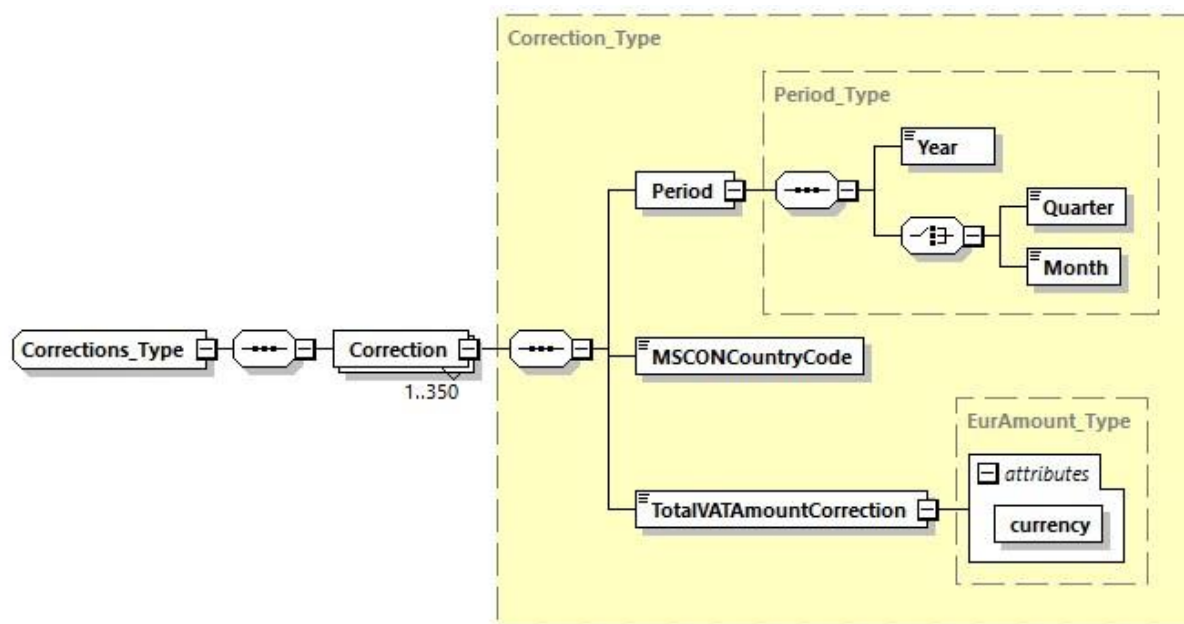 Correction_Type
Period_Type
Year
Period
Quarter
Month
Corrections_Type
Correction
MSCONCountryCode
1..350
EurAmount_Type
attributes
TotalVATAmountCorrection
currency